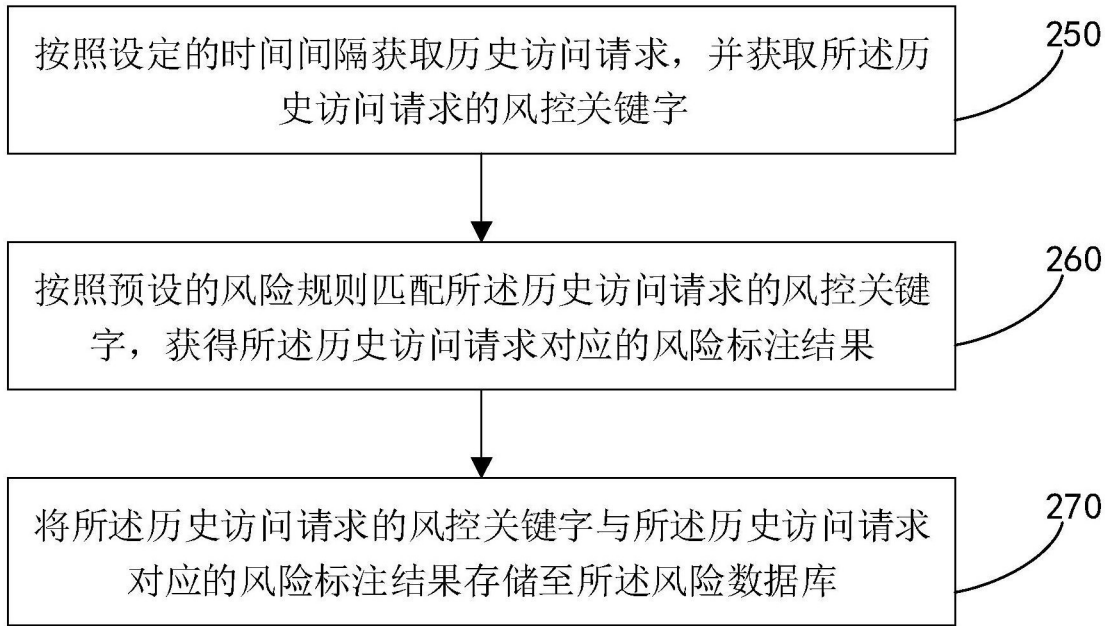 按照设定的时间间隔获取历史访问请求，并获取所述历
史访问请求的风控关键字
250
按照预设的风险规则匹配所述历史访问请求的风控关键
字，获得所述历史访问请求对应的风险标注结果
260
将所述历史访问请求的风控关键字与所述历史访问请求
对应的风险标注结果存储至所述风险数据库
270